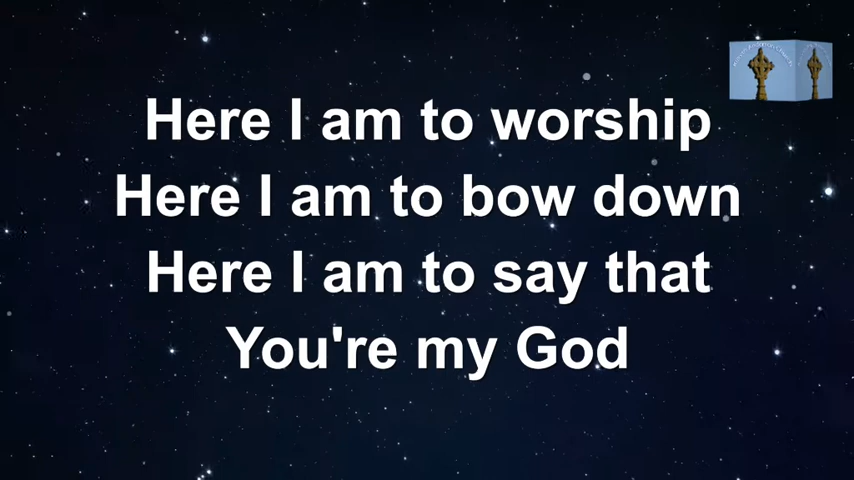 Here I am to worship
Here I am to bow down
Here I am to say that
You're my God